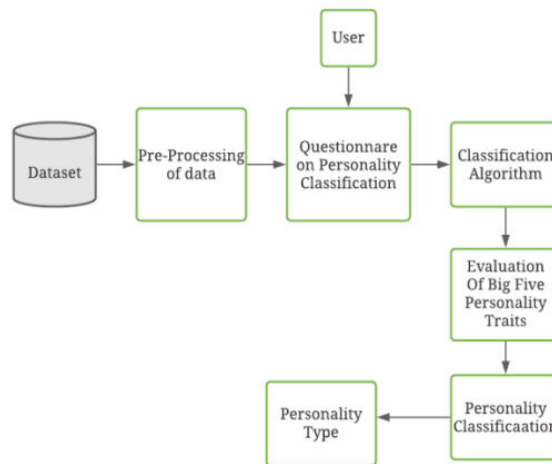 User
Dataset
Pre-Processing
of data
Questionnare
on Personality
Classification
Classification
Algorithm
Evaluation
Of Big Five
Personality
Traits
Personality
Classificaation
Personality
Type